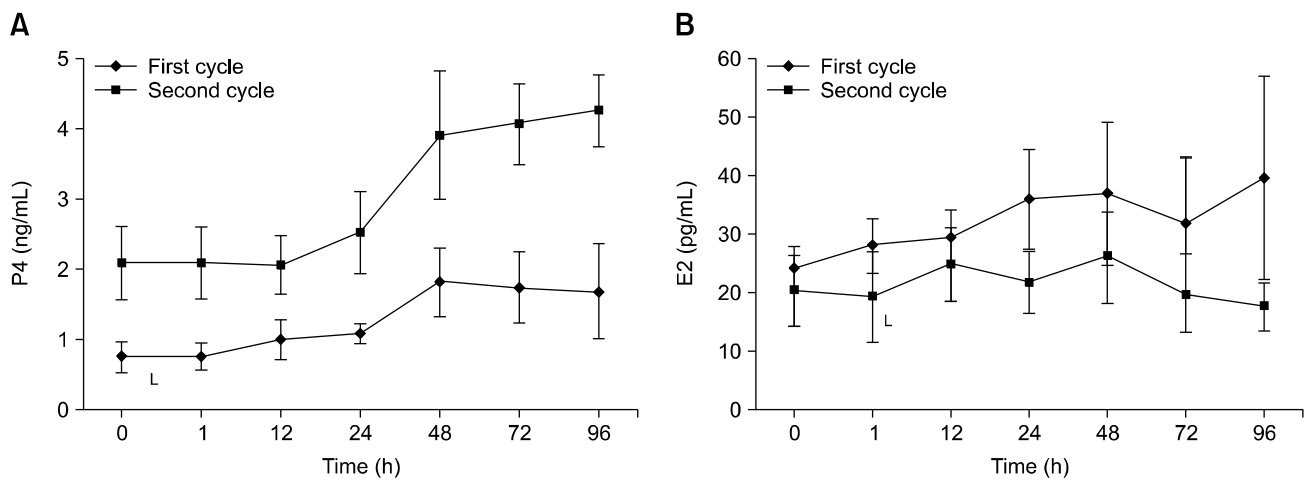 A
First cycle
Second cycle
P4 (ng/mL)
5
4
3
2
1
0
L
0 1 12 24 48 72 96
Time (h)
B
First cycle
Second cycle
E2 (pg/mL)
60
50
40
30
20
10
0
L
0 1 12 24 48 72 96
Time (h)